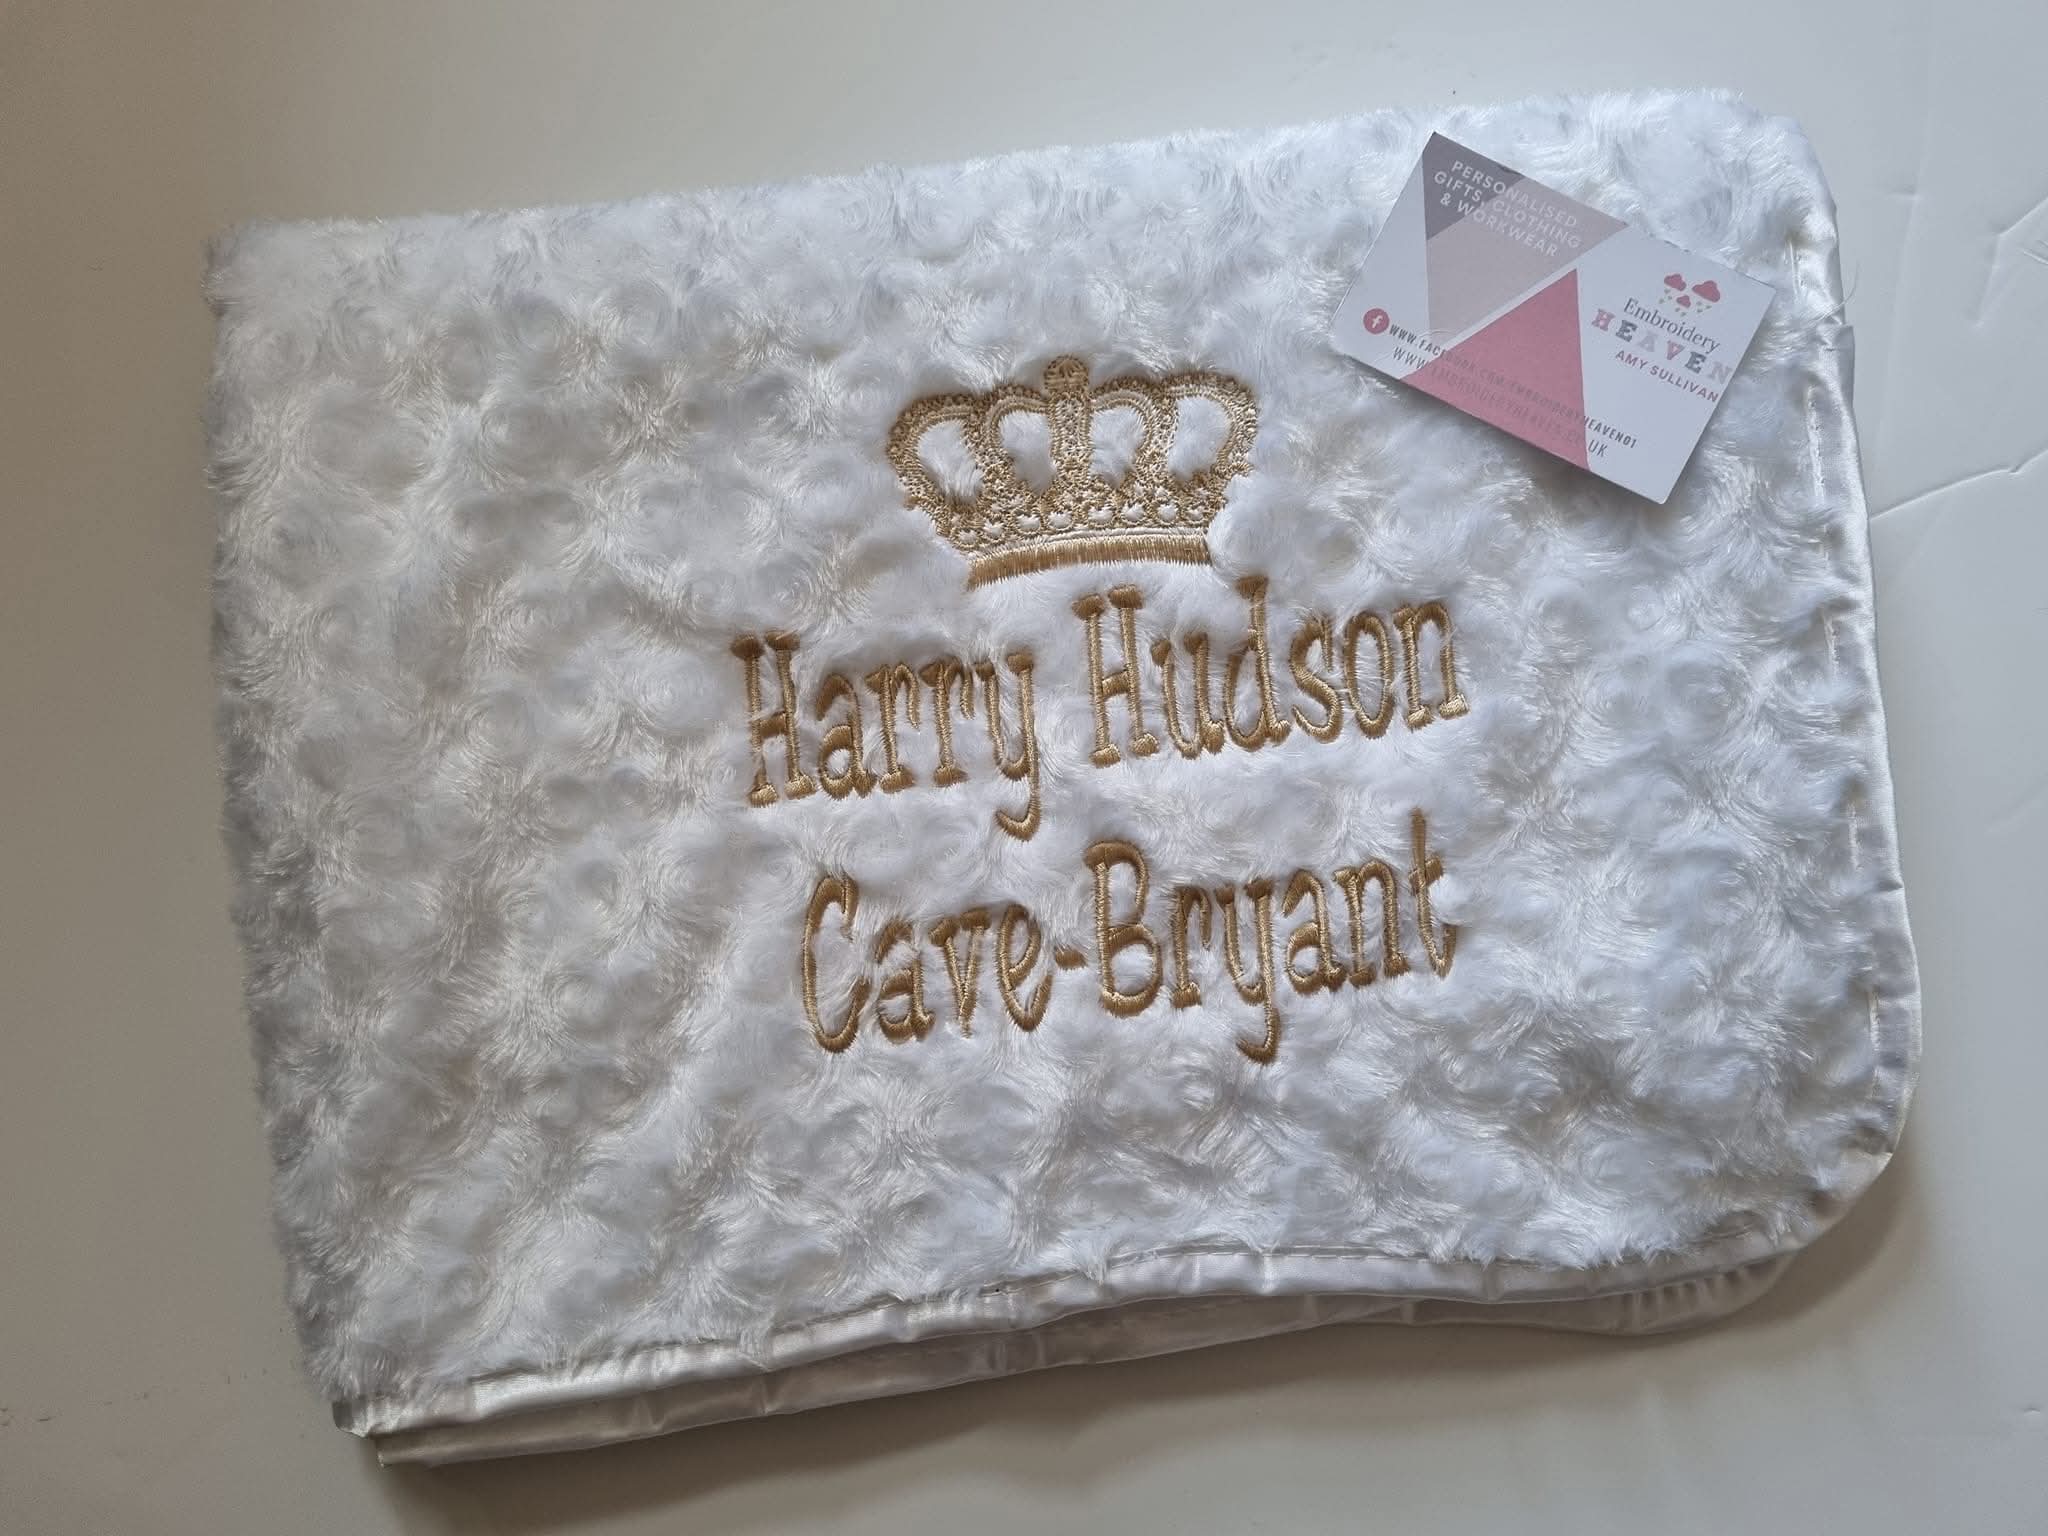 PERSONALISED
GIFTS, CLOTHING
& WORKWEAR
Embroidery
HEAVEN
AMY SULLIVAN
WWW.FACEBOOK.COM/EMBROIDERYHEAVEN01
WWW.EMBROIDERYHEAVEN.CO.UK
Harry Hudson
Cave-Bryant